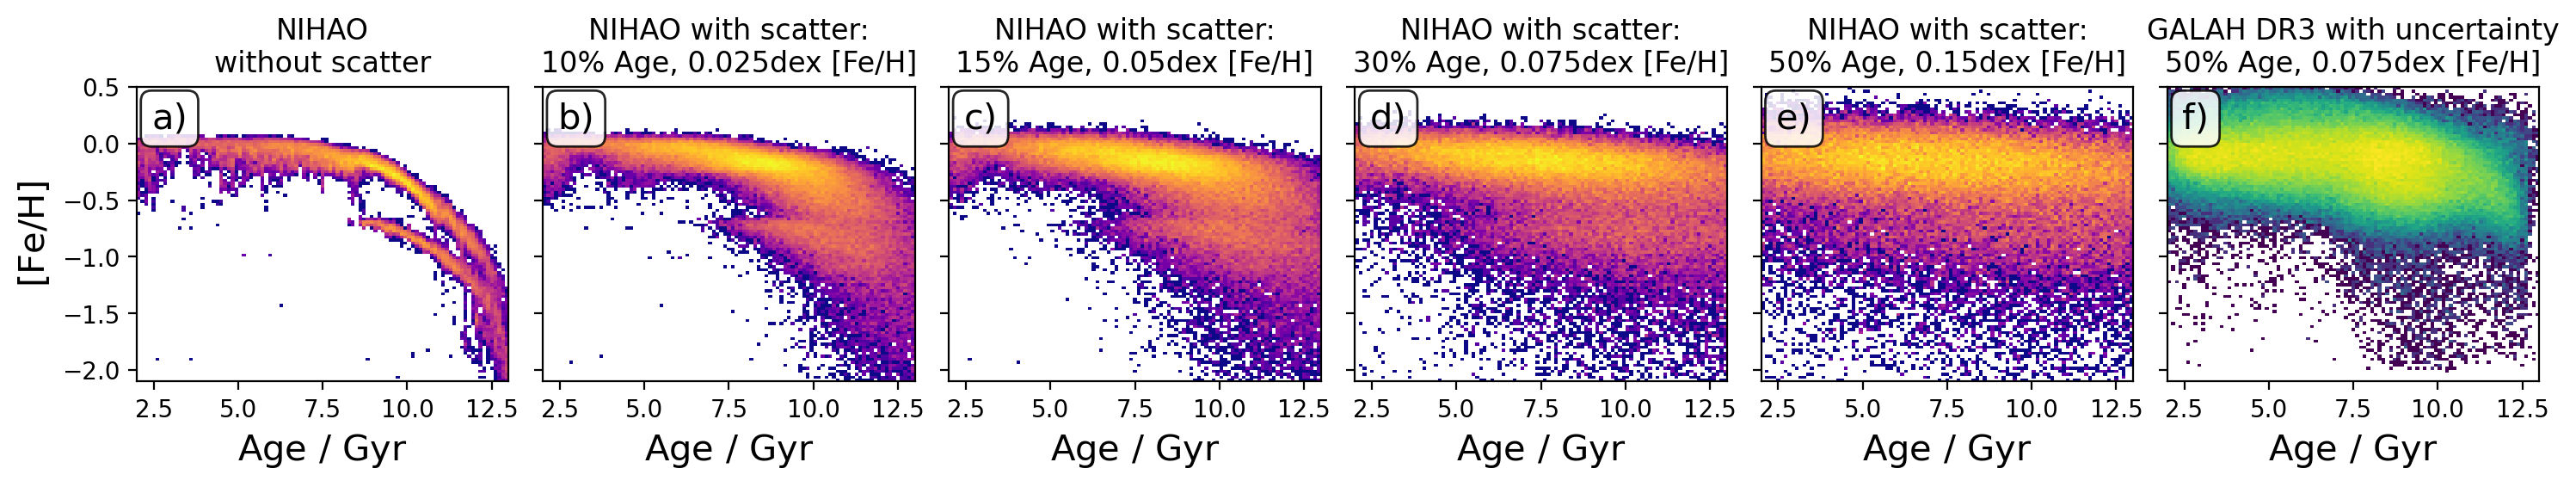 NIHAO
without scatter
NIHAO with scatter:
10% Age, 0.025dex [Fe/H]
NIHAO with scatter:
15% Age, 0.05dex [Fe/H]
NIHAO with scatter:
30% Age, 0.075dex [Fe/H]
NIHAO with scatter:
50% Age, 0.15dex [Fe/H]
GALAH DR3 with uncertainty
50% Age, 0.075dex [Fe/H]
a)
b)
c)
d)
e)
f)
[Fe/H]
0.5
0.0
−0.5
−1.0
−1.5
−2.0
2.5 5.0 7.5 10.0 12.5
2.5 5.0 7.5 10.0 12.5
2.5 5.0 7.5 10.0 12.5
2.5 5.0 7.5 10.0 12.5
2.5 5.0 7.5 10.0 12.5
2.5 5.0 7.5 10.0 12.5
Age / Gyr
Age / Gyr
Age / Gyr
Age / Gyr
Age / Gyr
Age / Gyr